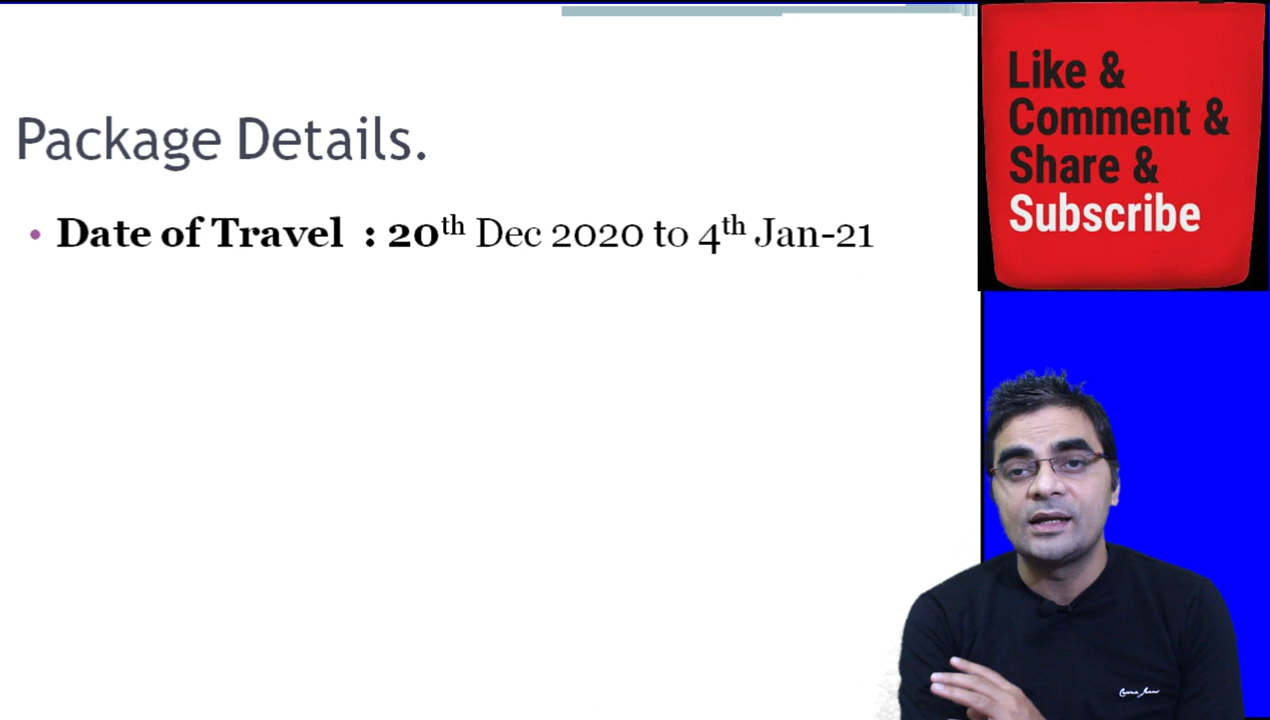 Package Details.
• Date of Travel : 20th Dec 2020 to 4th Jan-21
Like &
Comment &
Share &
Subscribe